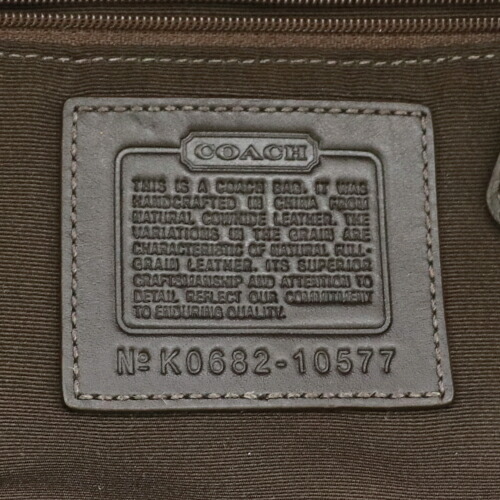 COACH
THIS IS A COACH BAG. IT WAS
HANDCRAFTED IN CHINA FROM
NATURAL COWHIDE LEATHER. THE
VARIATIONS IN THE GRAIN ARE
CHARACTERISTIC OF NATURAL FULL-
GRAIN LEATHER. ITS SUPERIOR
CRAFTSMANSHIP AND ATTENTION TO
DETAIL REFLECT OUR COMMITMENT
TO ENDURING QUALITY.
Nº K0682-10577